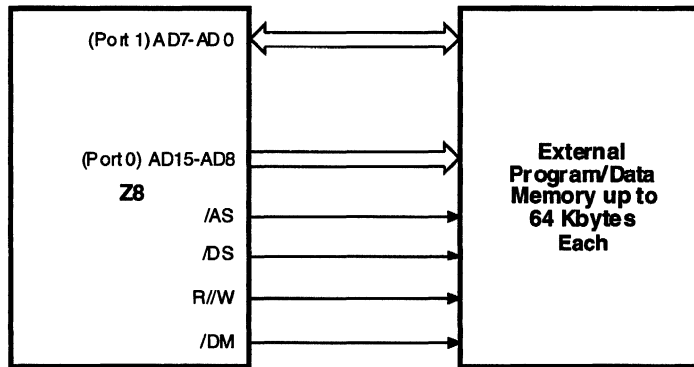 (Port 1) AD7-AD0
(Port 0) AD15-AD8
Z8
/AS
/DS
R//W
/DM
External
Program/Data
Memory up to
64 Kbytes
Each